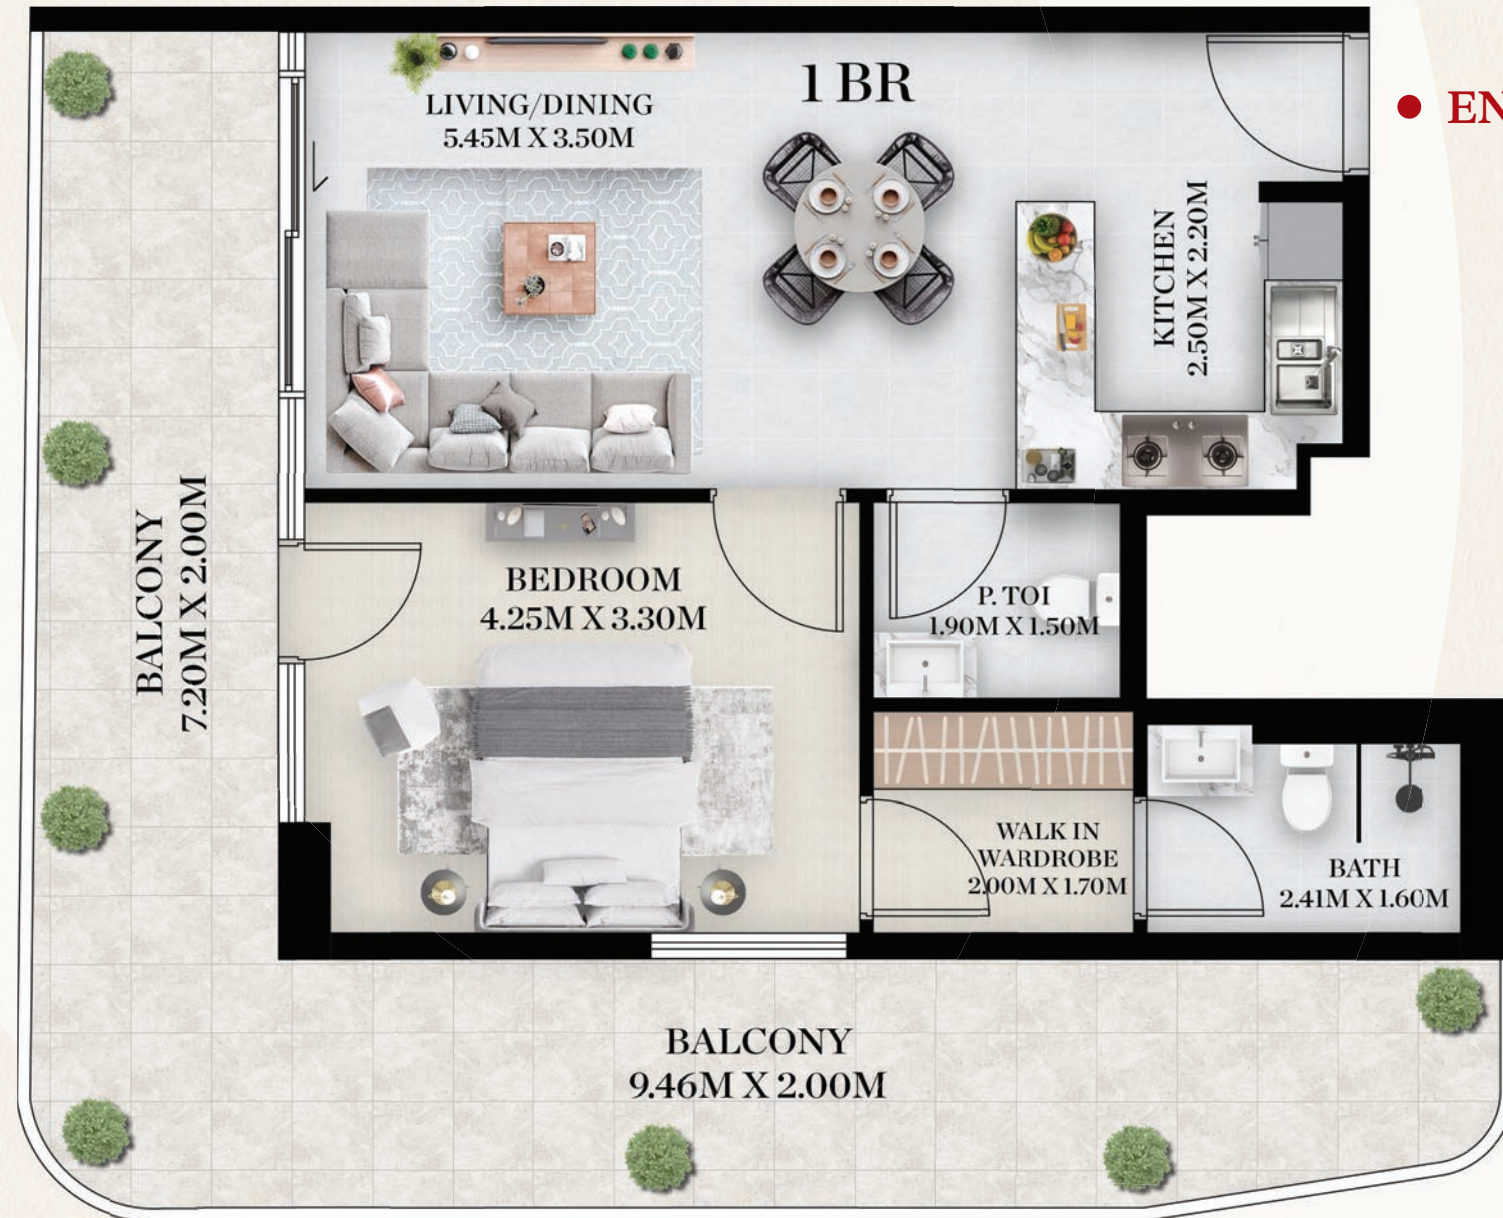 1 BR
LIVING/DINING
5.45M X 3.50M
EN
KITCHEN
2.50M X 2.20M
BALCONY
7.20M X 2.00M
BEDROOM
4.25M X 3.30M
P. TOI
1.90M X 1.50M
WALK IN
WARDROBE
2.00M X 1.70M
BATH
2.41M X 1.60M
BALCONY
9.46M X 2.00M